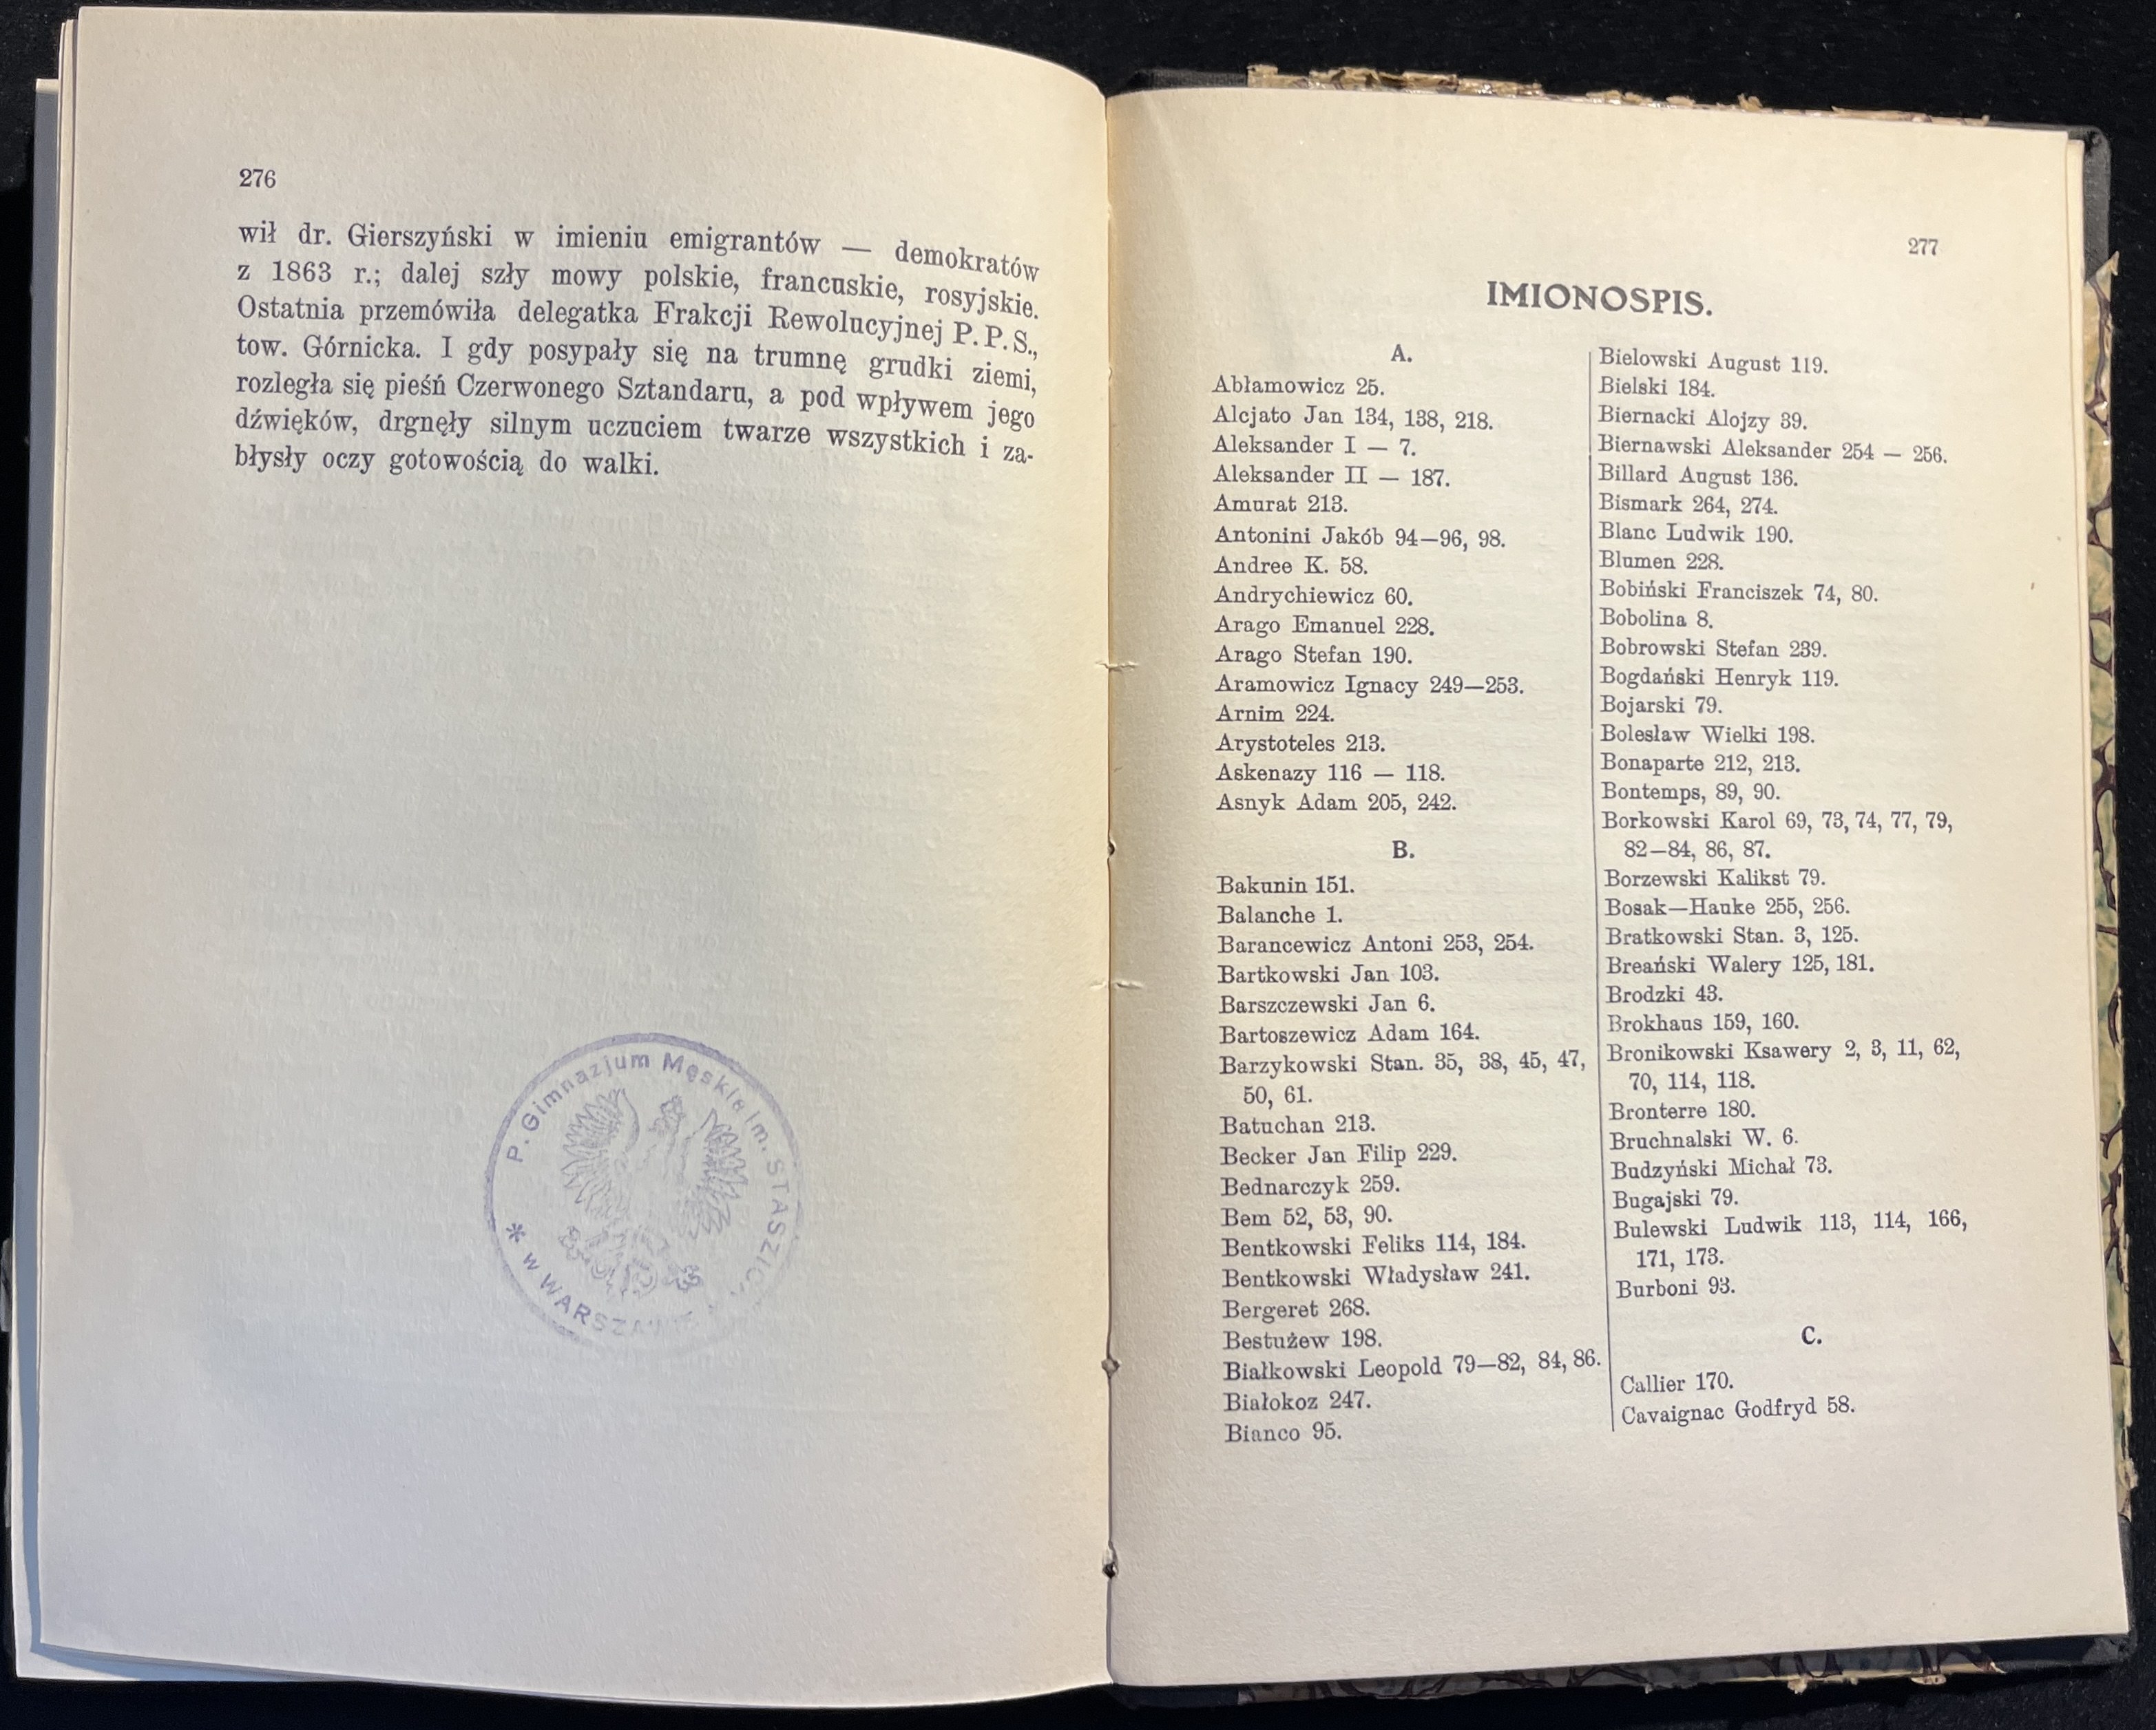 276
wił dr. Gierszyński w imieniu emigrantów — demokratów
z 1863 r.; dalej szły mowy polskie, francuskie, rosyjskie.
Ostatnia przemówiła delegatka Frakcji Rewolucyjnej P. P. S.,
tow. Górnicka. I gdy posypały się na trumnę grudki ziemi,
rozległa się pieśń Czerwonego Sztandaru, a pod wpływem jego
dźwięków, drgnęły silnym uczuciem twarze wszystkich i za-
błysły oczy gotowością do walki.
P. Gimnazjum Męskie Im. STASZICA
* w WARSZAWIE
277
IMIONOSPIS.
A.
Abłamowicz 25.
Alcjato Jan 134, 138, 218.
Aleksander I — 7.
Aleksander II — 187.
Amurat 213.
Antonini Jakób 94—96, 98.
Andree K. 58.
Andrychiewicz 60.
Arago Emanuel 228.
Arago Stefan 190.
Aramowicz Ignacy 249—253.
Arnim 224.
Arystoteles 213.
Askenazy 116 — 118.
Asnyk Adam 205, 242.
B.
Bakunin 151.
Balanche 1.
Barancewicz Antoni 253, 254.
Bartkowski Jan 103.
Barszczewski Jan 6.
Bartoszewicz Adam 164.
Barzykowski Stan. 35, 38, 45, 47,
50, 61.
Batuchan 213.
Becker Jan Filip 229.
Bednarczyk 259.
Bem 52, 53, 90.
Bentkowski Feliks 114, 184.
Bentkowski Władysław 241.
Bergeret 268.
Bestużew 198.
Białkowski Leopold 79—82, 84, 86.
Białokoz 247.
Bianco 95.
Bielowski August 119.
Bielski 184.
Biernacki Alojzy 39.
Biernawski Aleksander 254 — 256.
Billard August 136.
Bismark 264, 274.
Blanc Ludwik 190.
Blumen 228.
Bobiński Franciszek 74, 80.
Bobolina 8.
Bobrowski Stefan 239.
Bogdański Henryk 119.
Bojarski 79.
Bolesław Wielki 198.
Bonaparte 212, 213.
Bontemps, 89, 90.
Borkowski Karol 69, 73, 74, 77, 79,
82—84, 86, 87.
Borzewski Kalikst 79.
Bosak—Hauke 255, 256.
Bratkowski Stan. 3, 125.
Breański Walery 125, 181.
Brodzki 43.
Brokhaus 159, 160.
Bronikowski Ksawery 2, 3, 11, 62,
70, 114, 118.
Bronterre 180.
Bruchnalski W. 6.
Budzyński Michał 73.
Bugajski 79.
Bulewski Ludwik 113, 114, 166,
171, 173.
Burboni 93.
C.
Callier 170.
Cavaignac Godfryd 58.